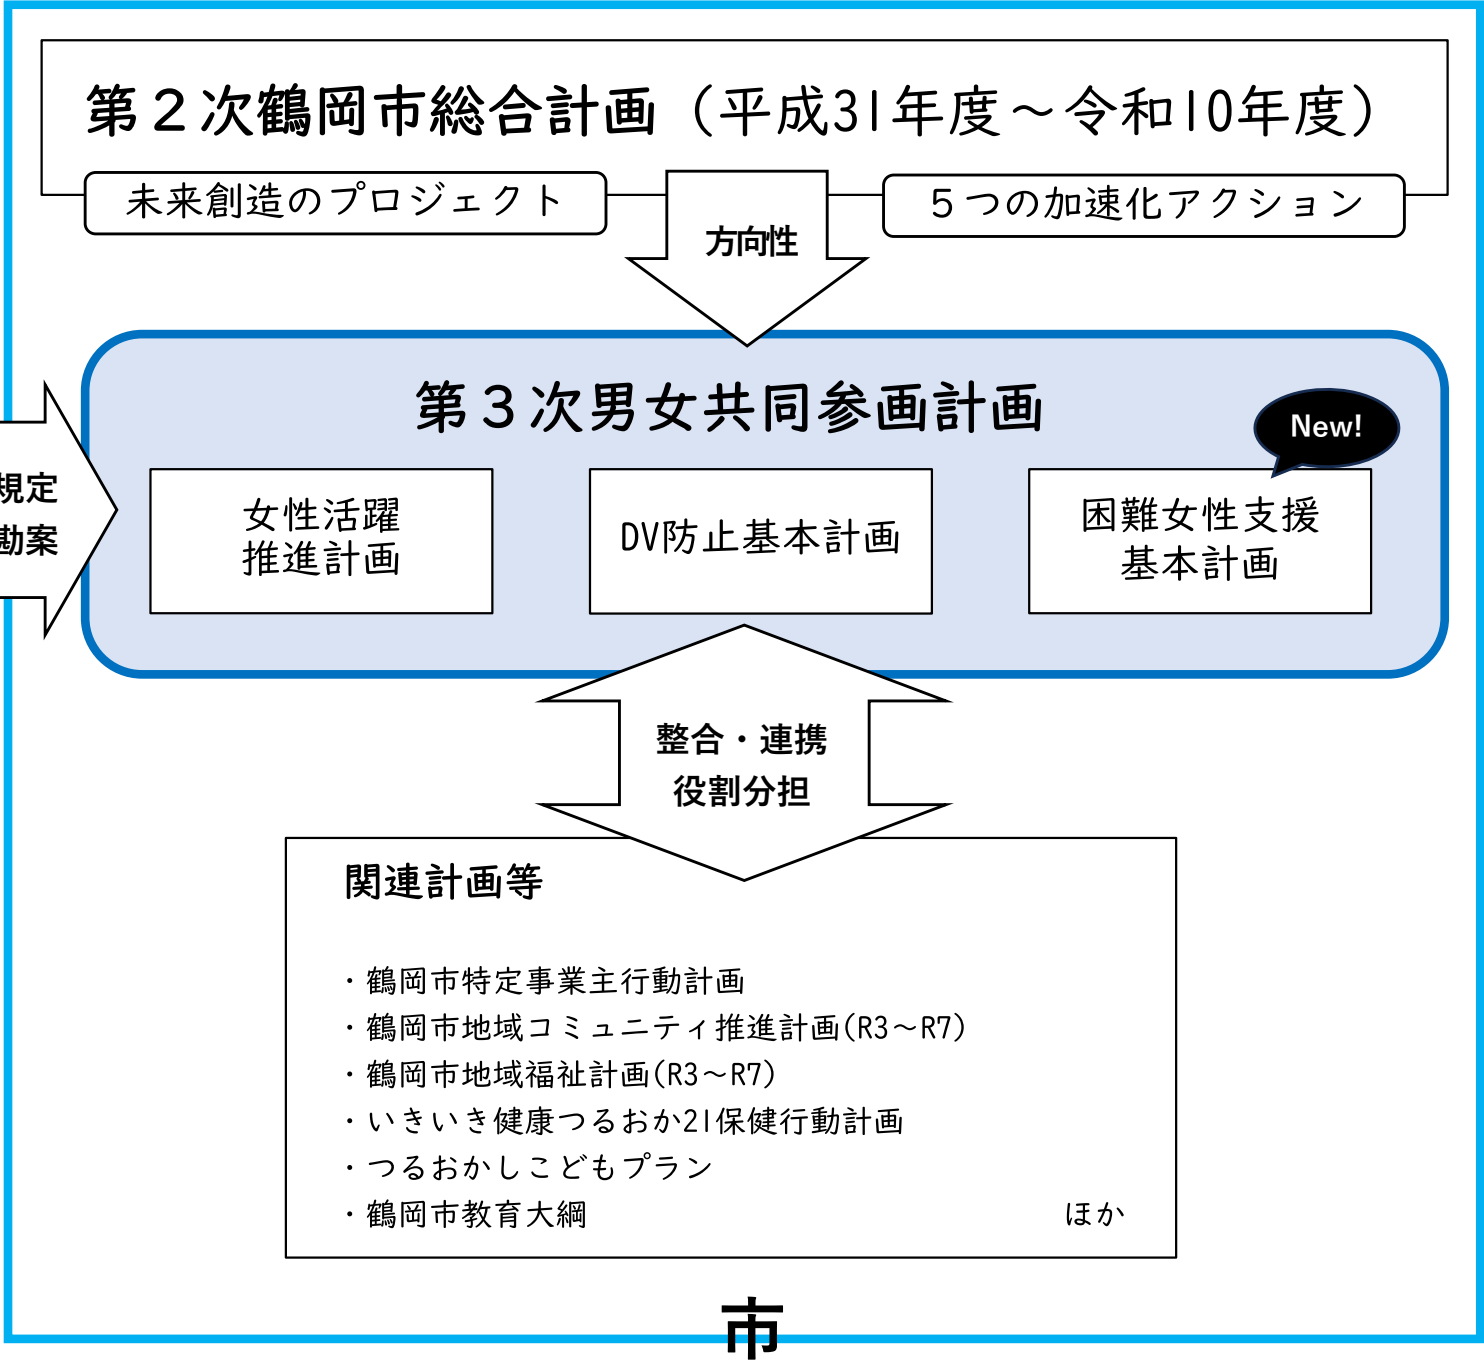 第２次鶴岡市総合計画（平成31年度～令和10年度）
未来創造のプロジェクト
５つの加速化アクション
方向性
第３次男女共同参画計画
New!
規定
勘案
女性活躍
推進計画
DV防止基本計画
困難女性支援
基本計画
整合・連携
役割分担
関連計画等
・鶴岡市特定事業主行動計画
・鶴岡市地域コミュニティ推進計画(R3～R7)
・鶴岡市地域福祉計画(R3～R7)
・いきいき健康つるおか21保健行動計画
・つるおかしこどもプラン
・鶴岡市教育大綱 ほか
市